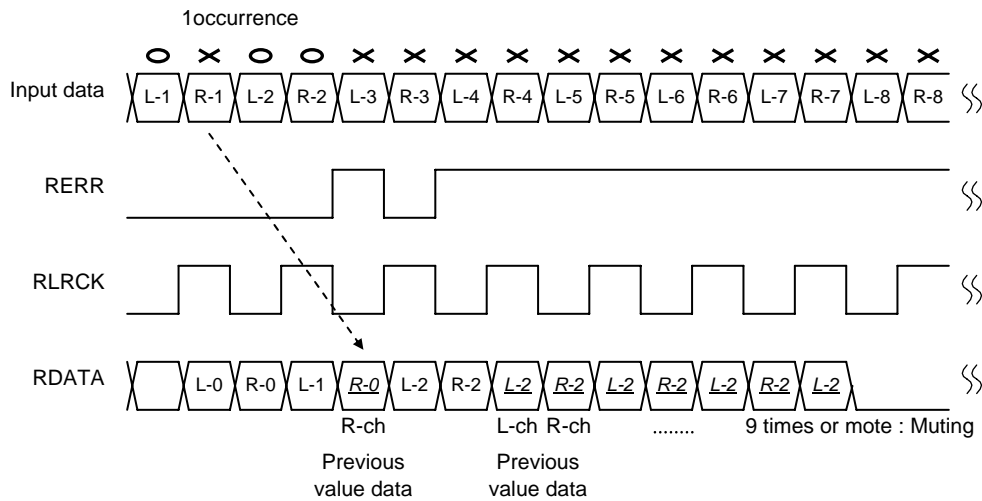 1occurrence
O X O O X X X X X X X X X X X X
Input data L-1 R-1 L-2 R-2 L-3 R-3 L-4 R-4 L-5 R-5 L-6 R-6 L-7 R-7 L-8 R-8
RERR
RLRCK
RDATA L-0 R-0 L-1 R-0 L-2 R-2 L-2 R-2 L-2 R-2 L-2 R-2 L-2
R-ch L-ch R-ch ........ 9 times or mote : Muting
Previous Previous
value data value data